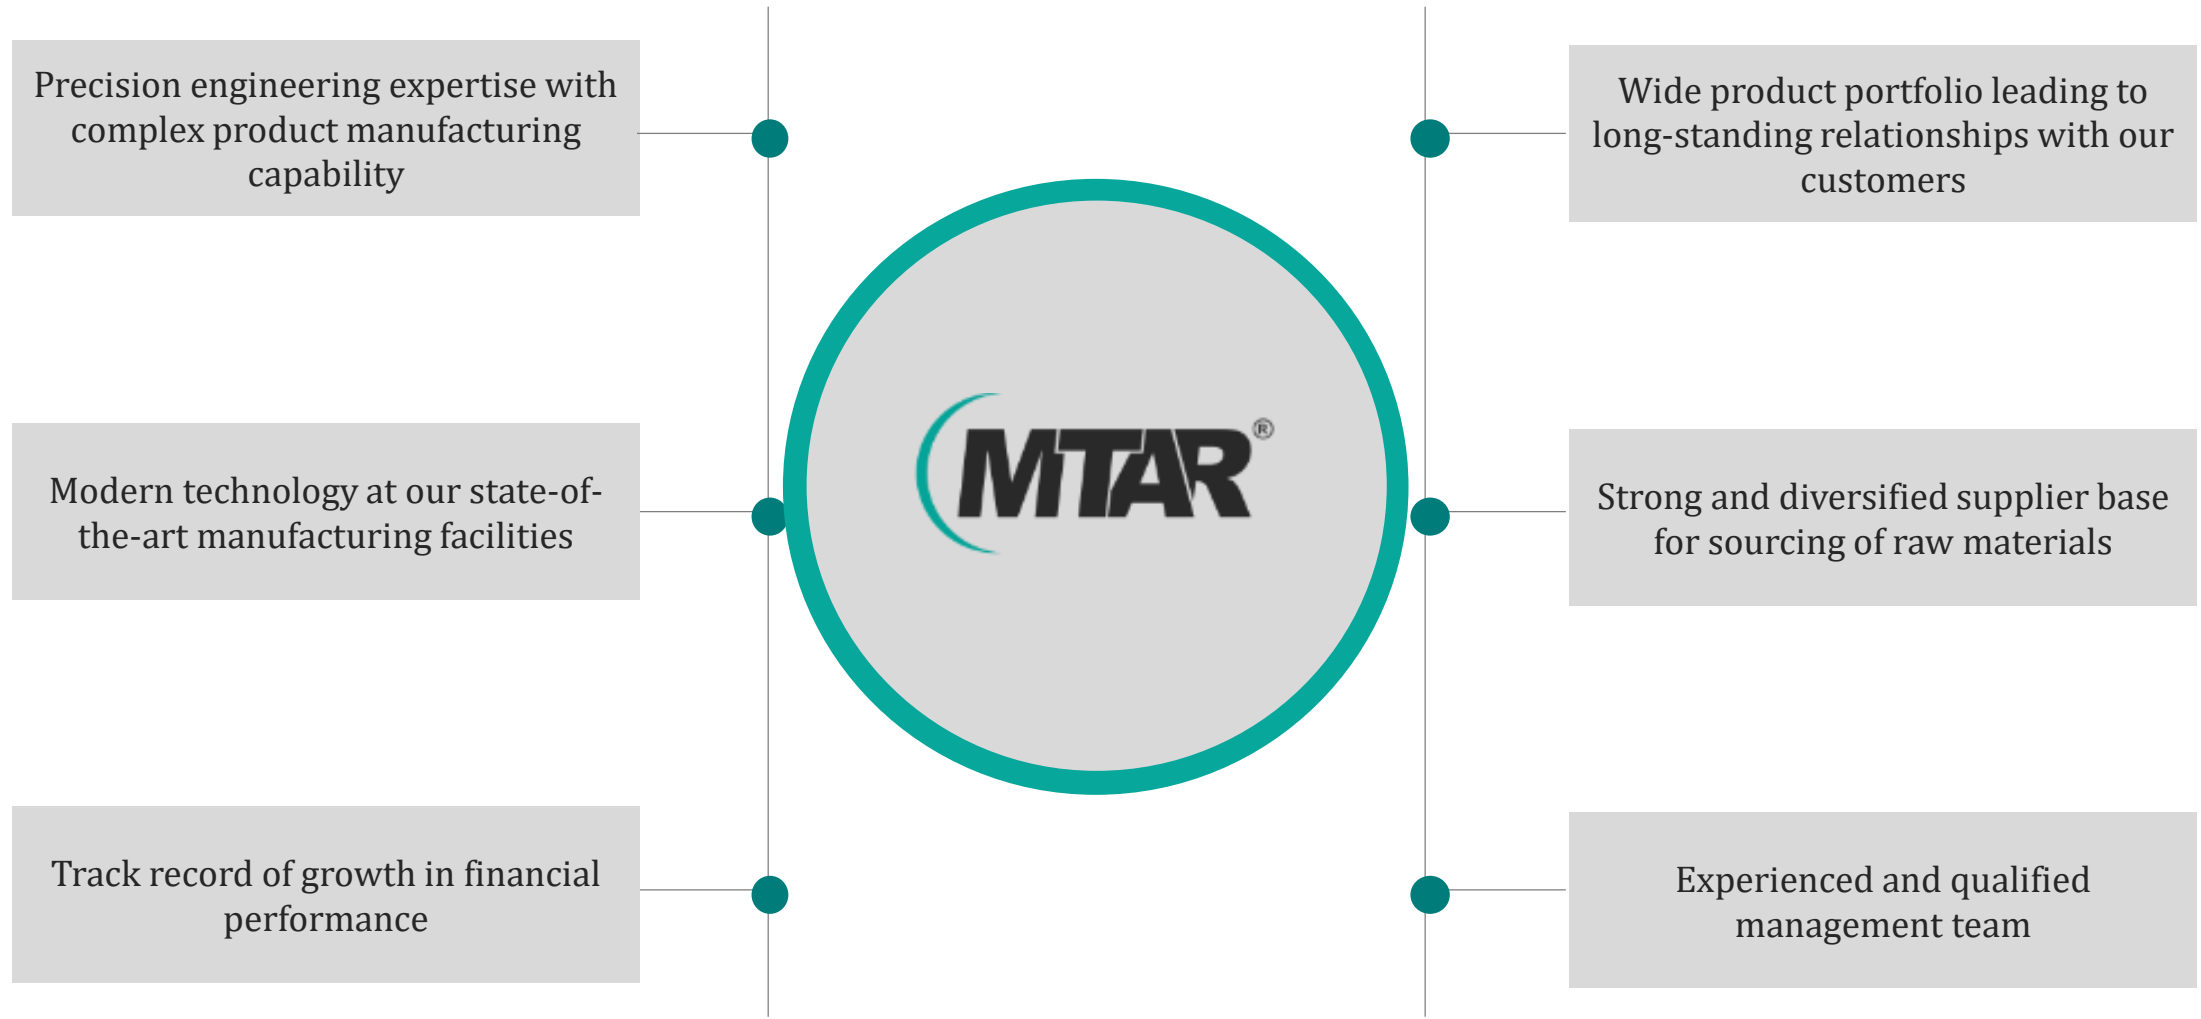 Precision engineering expertise with
complex product manufacturing
capability
Modern technology at our state-of-
the-art manufacturing facilities
Track record of growth in financial
performance
MTAR®
Wide product portfolio leading to
long-standing relationships with our
customers
Strong and diversified supplier base
for sourcing of raw materials
Experienced and qualified
management team